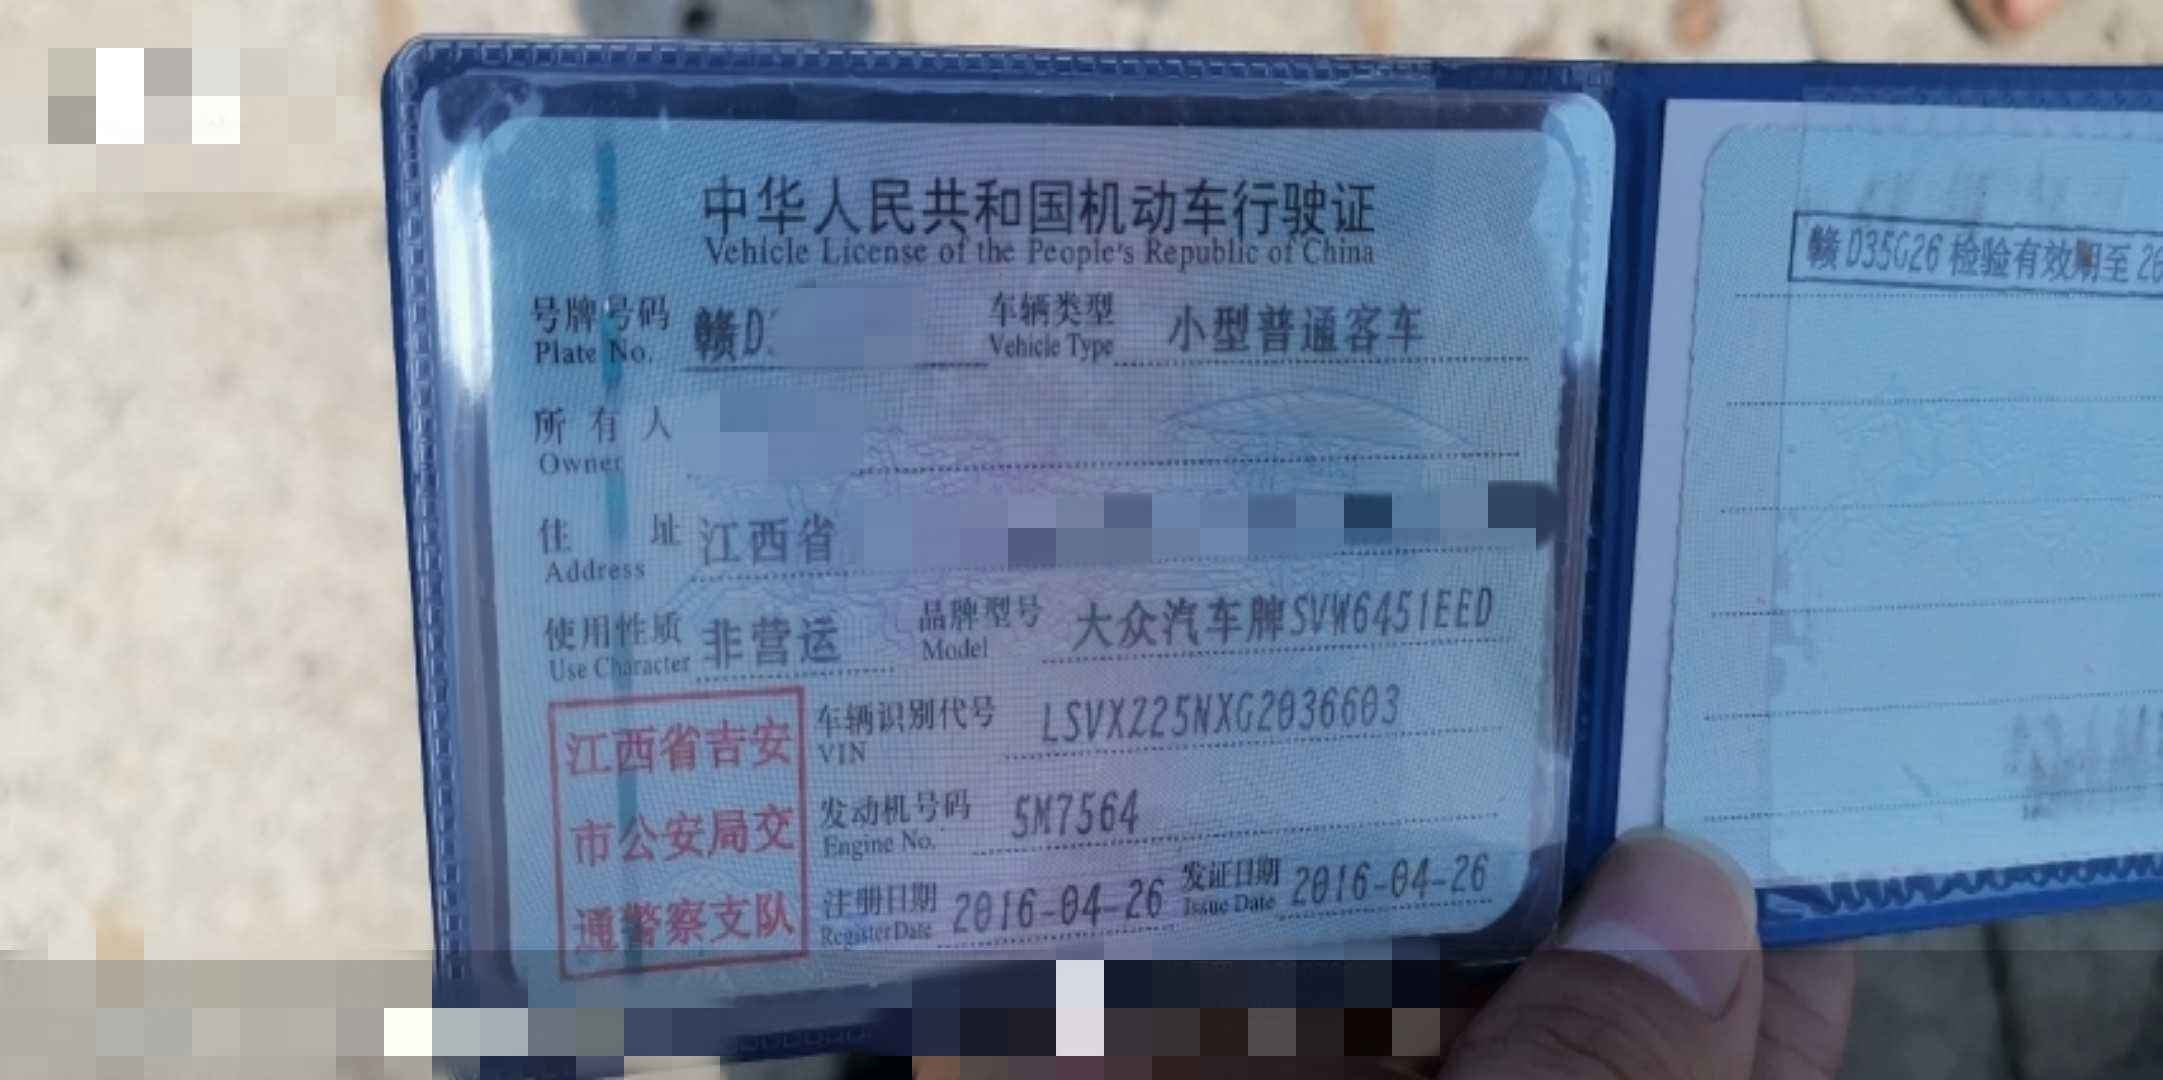 中华人民共和国机动车行驶证
Vehicle License of the People's Republic of China
号牌号码 赣D 车辆类型 小型普通客车
Plate No. Vehicle Type
所有人
Owner
住址 江西省
Address
使用性质 非营运 品牌型号 大众汽车牌SVW6451EED
Use Character Model
车辆识别代号 LSVX225NXG2036603
VIN
发动机号码 5M7564
Engine No.
注册日期 2016-04-26 发证日期 2016-04-26
Register Date Issue Date
江西省吉安
市公安局交
通警察支队
赣D35G26检验有效期至26